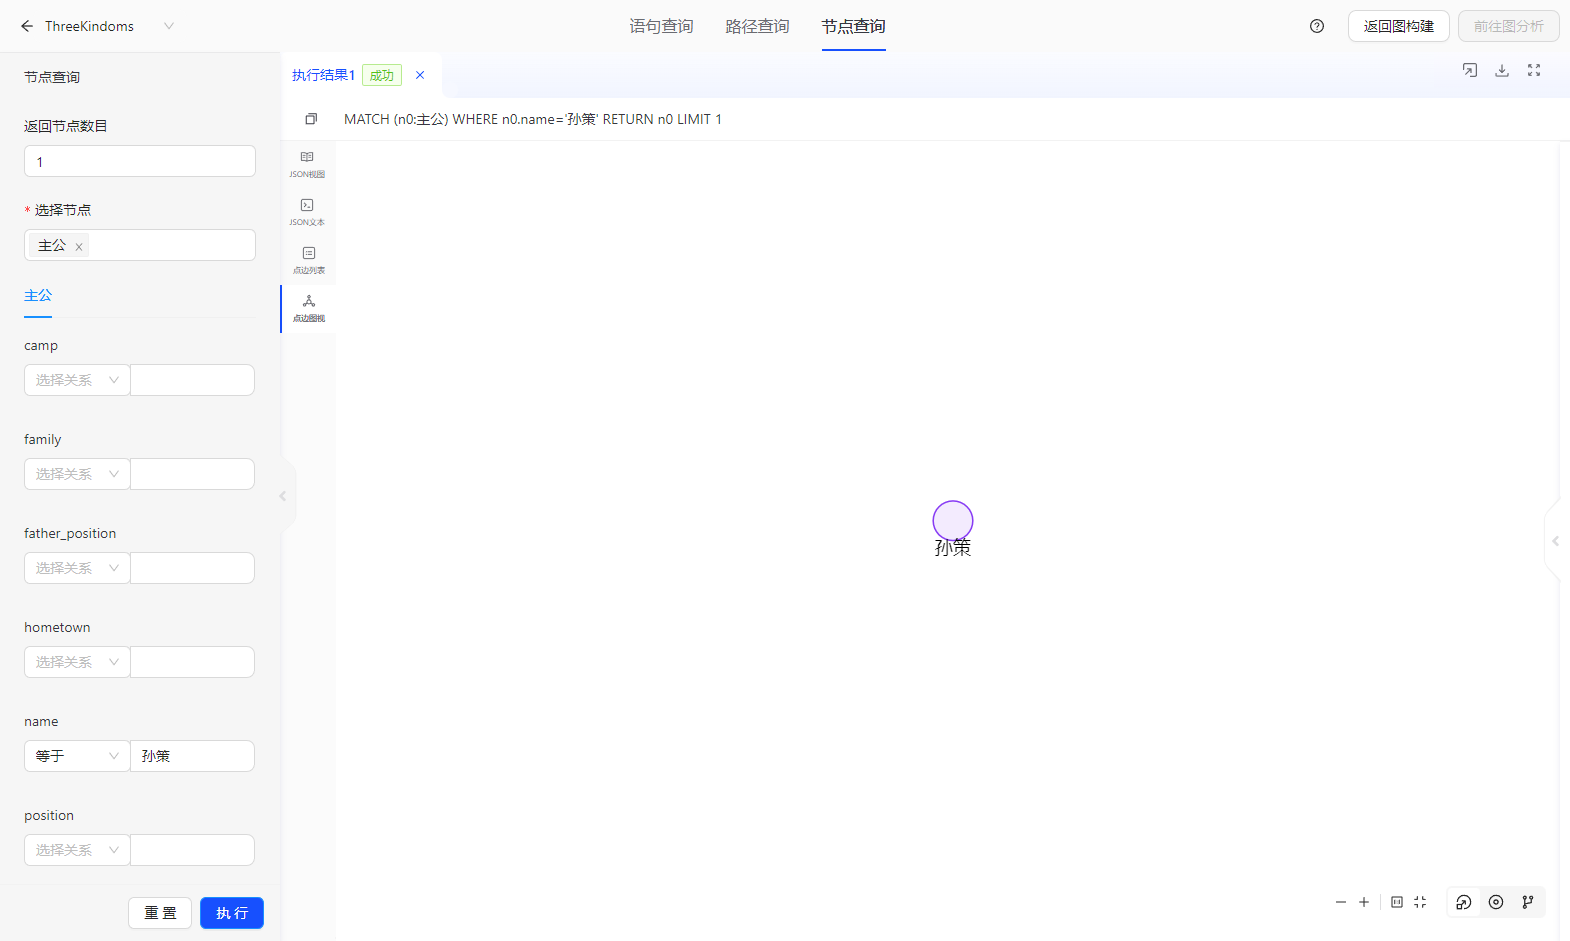 ThreeKindoms
语句查询
路径查询
节点查询
返回图构建
前往图分析
节点查询
返回节点数目
1
* 选择节点
主公 x
主公
camp
选择关系
family
选择关系
father_position
选择关系
hometown
选择关系
name
等于
孙策
position
选择关系
重 置
执 行
执行结果1
成功
MATCH (n0:主公) WHERE n0.name='孙策' RETURN n0 LIMIT 1
JSON视图
JSON文本
点边列表
点边图视
孙策